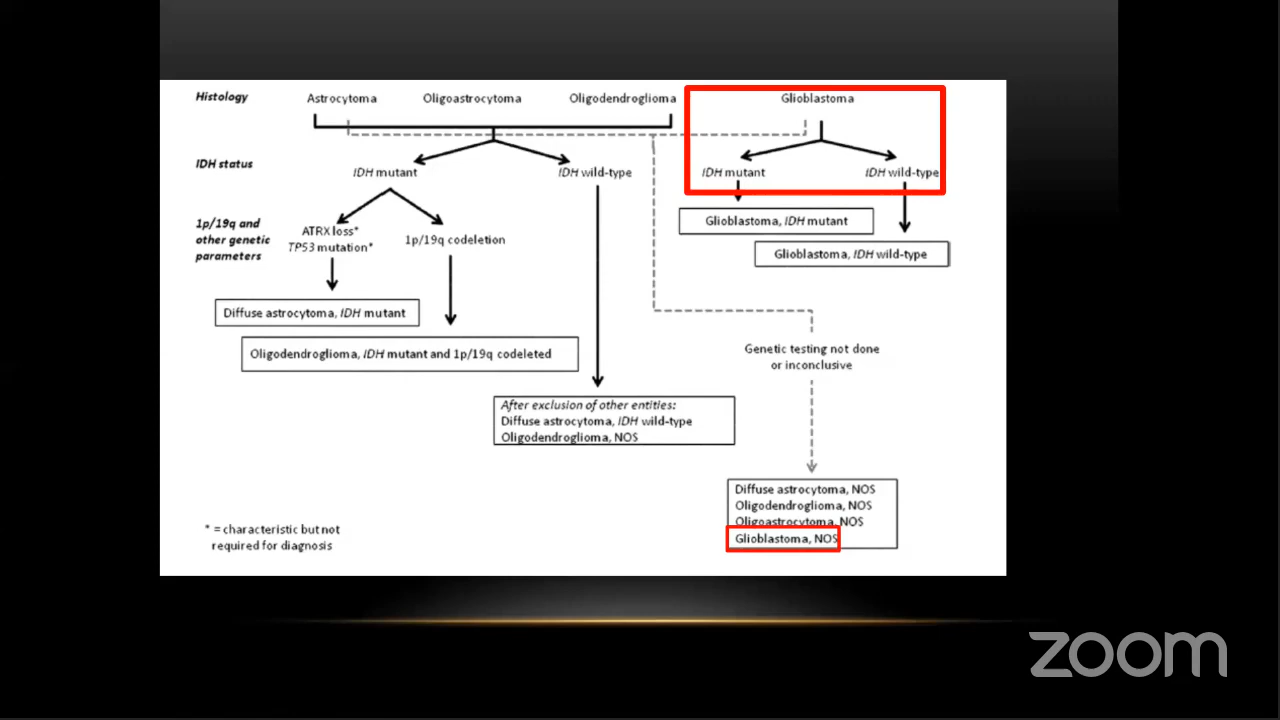 Histology
Astrocytoma
Oligoastrocytoma
Oligodendroglioma
Glioblastoma
IDH status
IDH mutant
IDH wild-type
IDH mutant
IDH wild-type
1p/19q and
other genetic
parameters
ATRX loss*
TP53 mutation*
1p/19q codeletion
Glioblastoma, IDH mutant
Glioblastoma, IDH wild-type
Diffuse astrocytoma, IDH mutant
Oligodendroglioma, IDH mutant and 1p/19q codeleted
Genetic testing not done
or inconclusive
After exclusion of other entities:
Diffuse astrocytoma, IDH wild-type
Oligodendroglioma, NOS
Diffuse astrocytoma, NOS
Oligodendroglioma, NOS
Oligoastrocytoma, NOS
Glioblastoma, NOS
* = characteristic but not
required for diagnosis
zoom